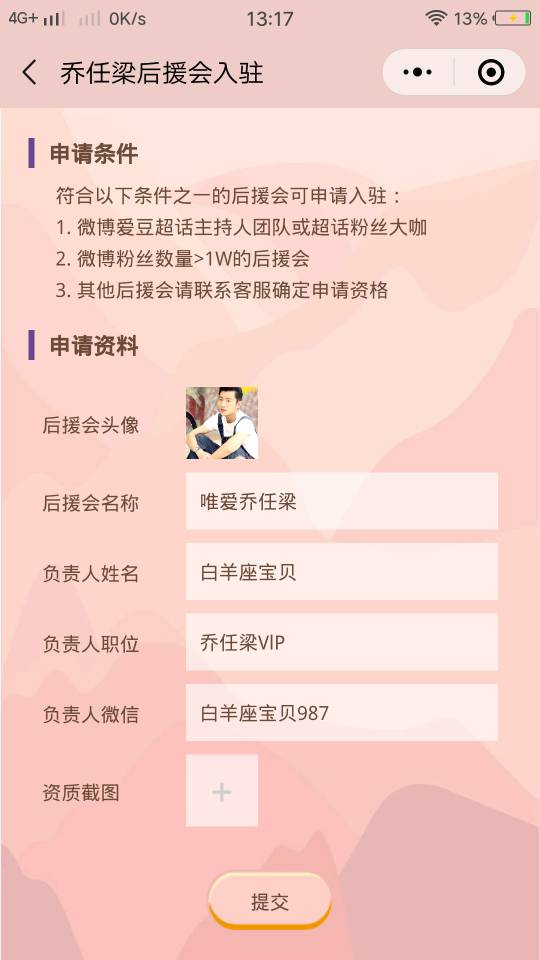 4G+ 0K/s 13:17 13%
乔任梁后援会入驻
申请条件
符合以下条件之一的后援会可申请入驻：
1. 微博爱豆超话主持人团队或超话粉丝大咖
2. 微博粉丝数量>1W的后援会
3. 其他后援会请联系客服确定申请资格
申请资料
后援会头像
后援会名称 唯爱乔任梁
负责人姓名 白羊座宝贝
负责人职位 乔任梁VIP
负责人微信 白羊座宝贝987
资质截图
提交